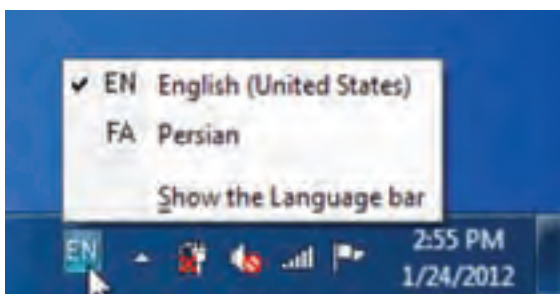 ✔ EN English (United States)
FA Persian
Show the Language bar
EN 2:55 PM
1/24/2012